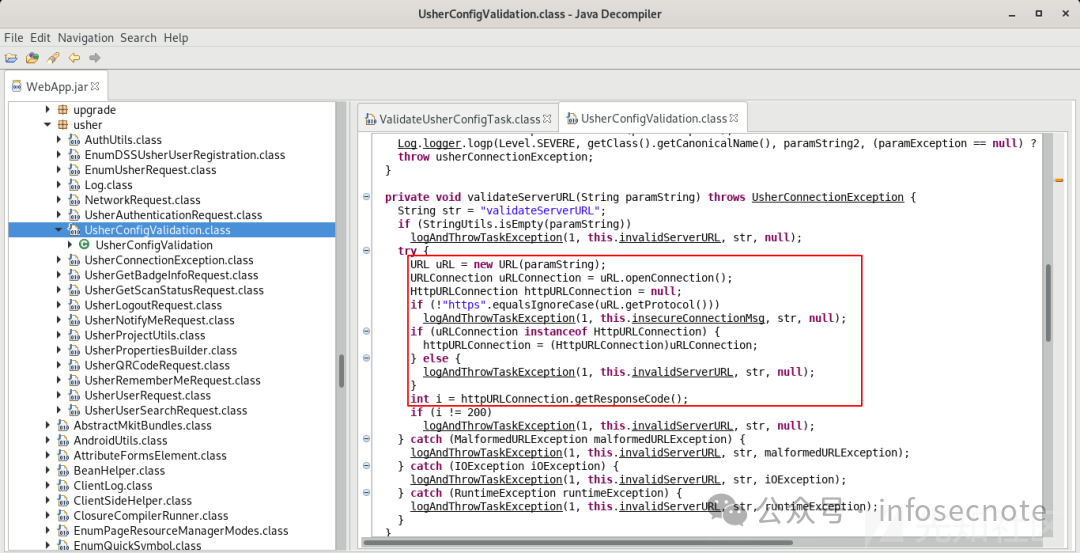 UsherConfigValidation.class - Java Decompiler
File Edit Navigation Search Help
WebApp.jar
upgrade
usher
AuthUtils.class
EnumDSSUsherUserRegistration.class
EnumUsherRequest.class
Log.class
NetworkRequest.class
UsherAuthenticationRequest.class
UsherConfigValidation.class
UsherConfigValidation
UsherConnectionException.class
UsherGetBadgeInfoRequest.class
UsherGetScanStatusRequest.class
UsherLogoutRequest.class
UsherNotifyMeRequest.class
UsherProjectUtils.class
UsherPropertiesBuilder.class
UsherQRCodeRequest.class
UsherRememberMeRequest.class
UsherUserRequest.class
UsherUserSearchRequest.class
AbstractMkitBundles.class
AndroidUtils.class
AttributeFormsElement.class
BeanHelper.class
ClientLog.class
ClientSideHelper.class
ClosureCompilerRunner.class
EnumPageResourceManagerModes.class
EnumQuickSymbol.class
ValidateUsherConfigTask.class
UsherConfigValidation.class
Log.logger.logp(Level.SEVERE, getClass().getCanonicalName(), paramString2, (paramException == null) ?
throw usherConnectionException;
}
private void validateServerURL(String paramString) throws UsherConnectionException {
String str = "validateServerURL";
if (StringUtils.isEmpty(paramString))
logAndThrowTaskException(1, this.invalidServerURL, str, null);
try {
URL uRL = new URL(paramString);
URLConnection uRLConnection = uRL.openConnection();
HttpURLConnection httpURLConnection = null;
if (!"https".equalsIgnoreCase(uRL.getProtocol()))
logAndThrowTaskException(1, this.insecureConnectionMsg, str, null);
if (uRLConnection instanceof HttpURLConnection) {
httpURLConnection = (HttpURLConnection)uRLConnection;
} else {
logAndThrowTaskException(1, this.invalidServerURL, str, null);
}
int i = httpURLConnection.getResponseCode();
if (i != 200)
logAndThrowTaskException(1, this.invalidServerURL, str, null);
} catch (MalformedURLException malformedURLException) {
logAndThrowTaskException(1, this.invalidServerURL, str, malformedURLException);
} catch (IOException iOException) {
logAndThrowTaskException(1, this.invalidServerURL, str, iOException);
} catch (RuntimeException runtimeException) {
logAndThrowTaskException(1, this.invalidServerURL, str, runtimeException);
}
}
公众号 infosecnote